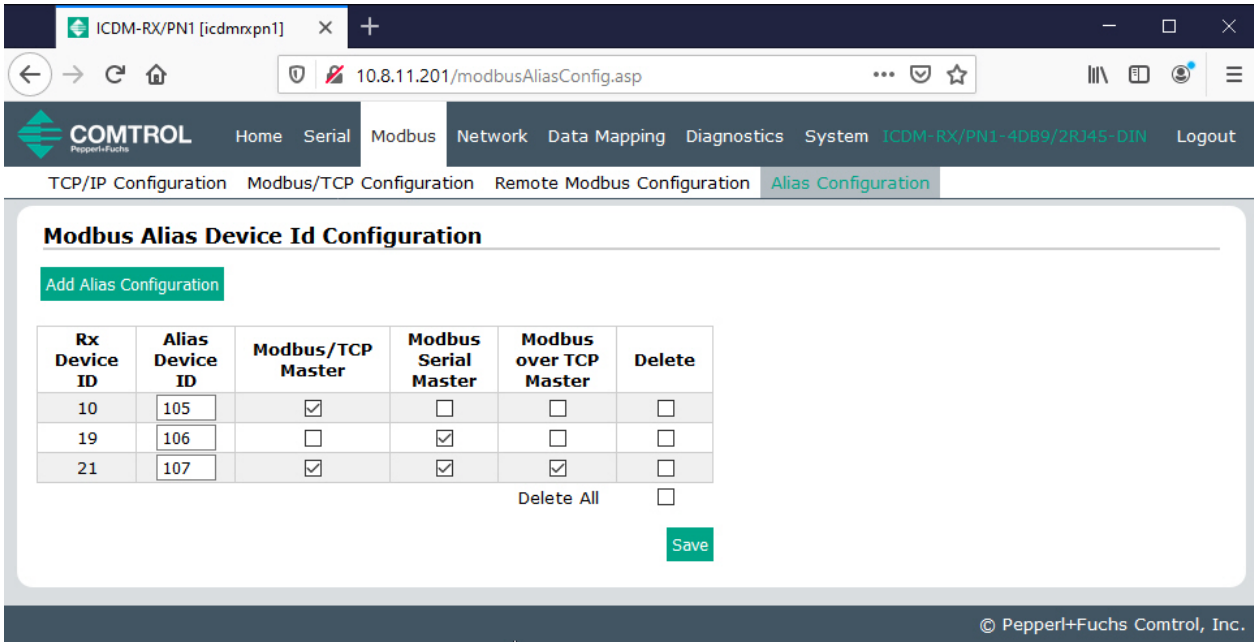 ICDM-RX/PN1 [icdmrxpn1]
10.8.11.201/modbusAliasConfig.asp
COMTROL
Pepperl+Fuchs
Home Serial Modbus Network Data Mapping Diagnostics System ICDM-RX/PN1-4DB9/2RJ45-DIN Logout
TCP/IP Configuration Modbus/TCP Configuration Remote Modbus Configuration Alias Configuration
Modbus Alias Device Id Configuration
Add Alias Configuration
Rx Device ID Alias Device ID Modbus/TCP Master Modbus Serial Master Modbus over TCP Master Delete
10 105
19 106
21 107
Delete All
Save
© Pepperl+Fuchs Comtrol, Inc.